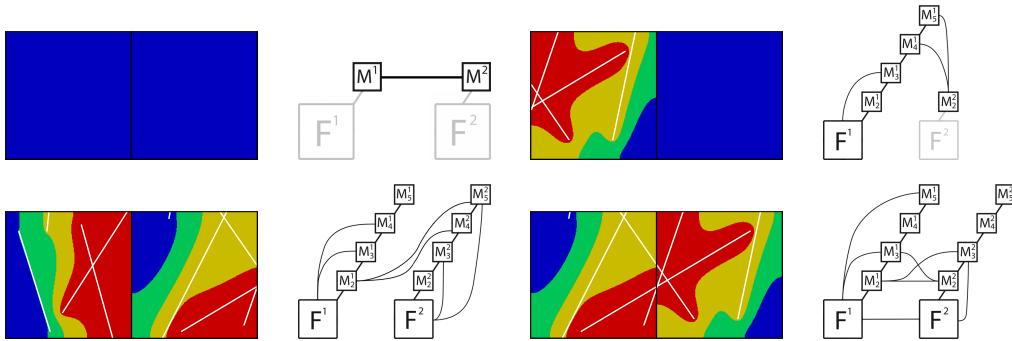 M¹ M²
F¹ F²
M¹₅
M¹₄
M¹₃
M¹₂ M²₂
F¹ F²
M¹₅ M²₅
M¹₄ M²₄
M¹₃ M²₃
M¹₂ M²₂
F¹ F²
M¹₅ M²₅
M¹₄ M²₄
M¹₃ M²₃
M¹₂ M²₂
F¹ F²